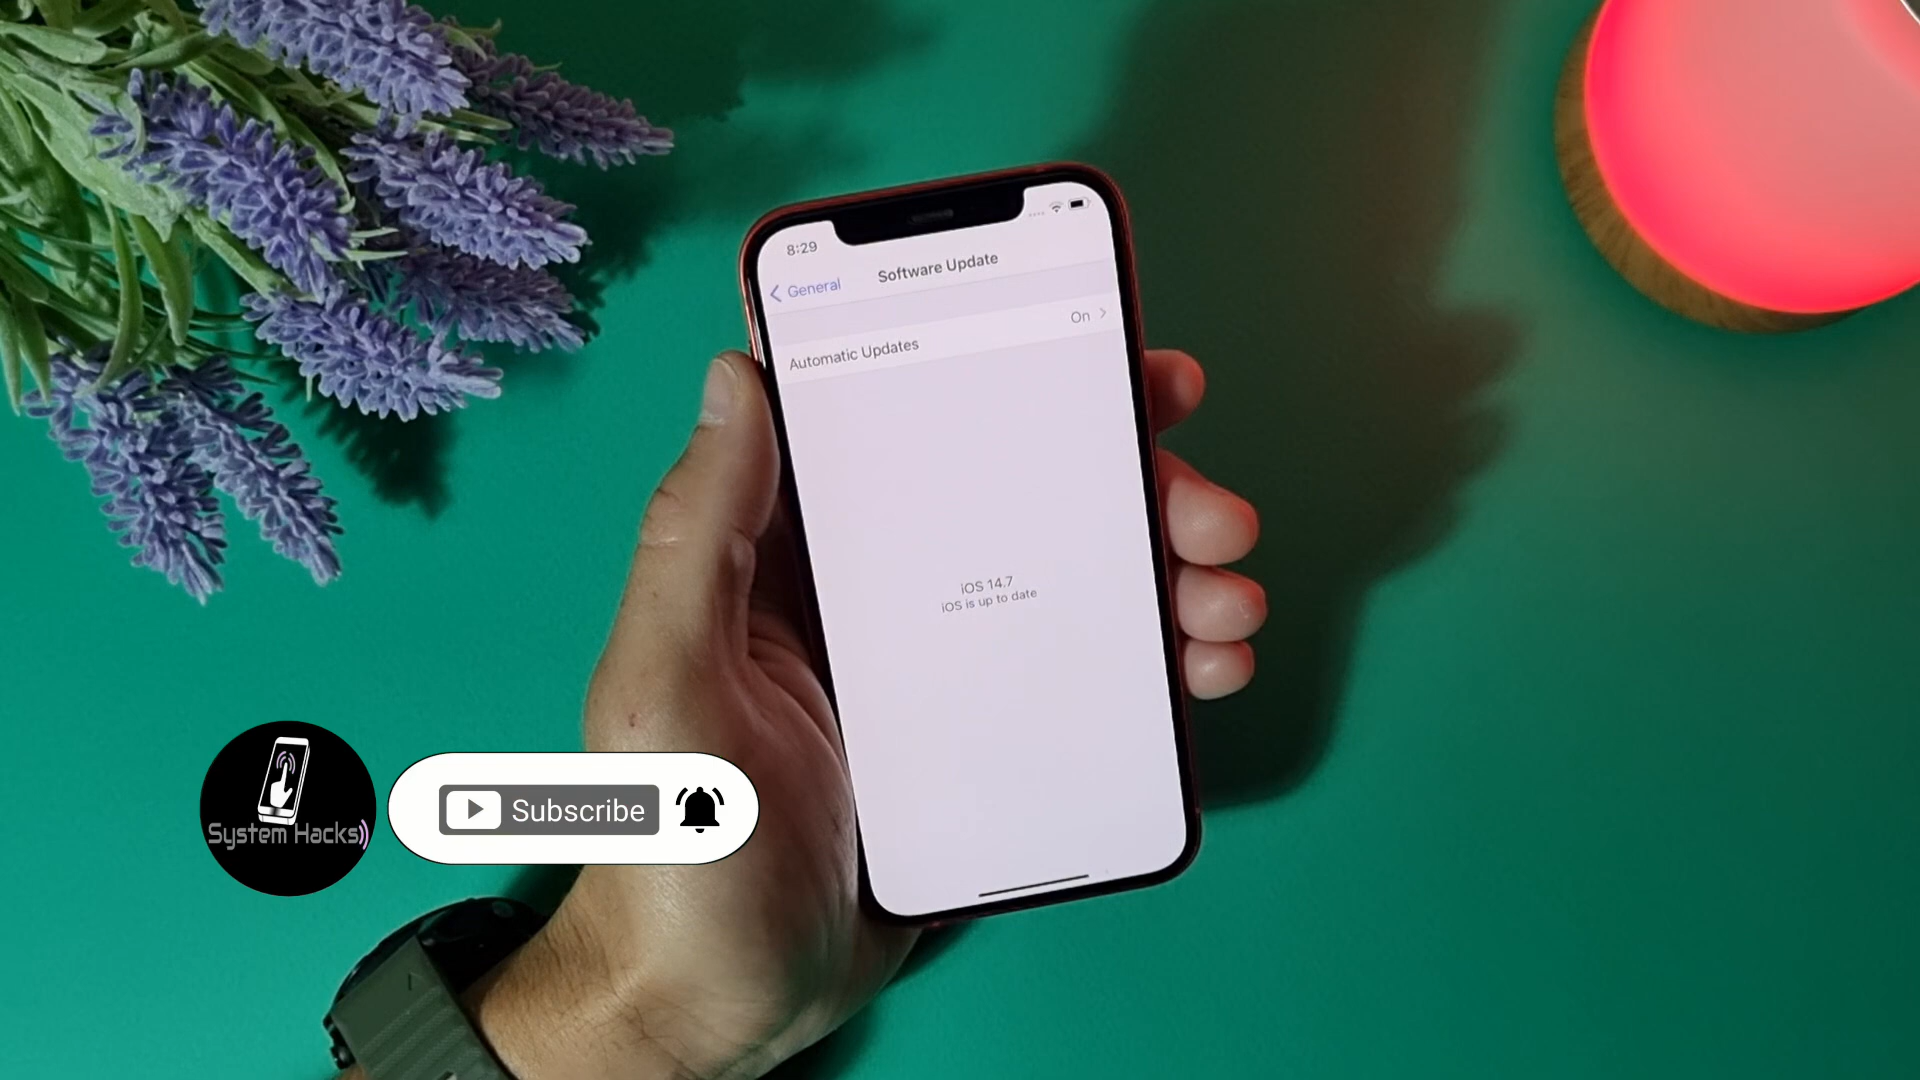 8:29
General
Software Update
Automatic Updates
On
iOS 14.7
iOS is up to date
System Hacks
Subscribe